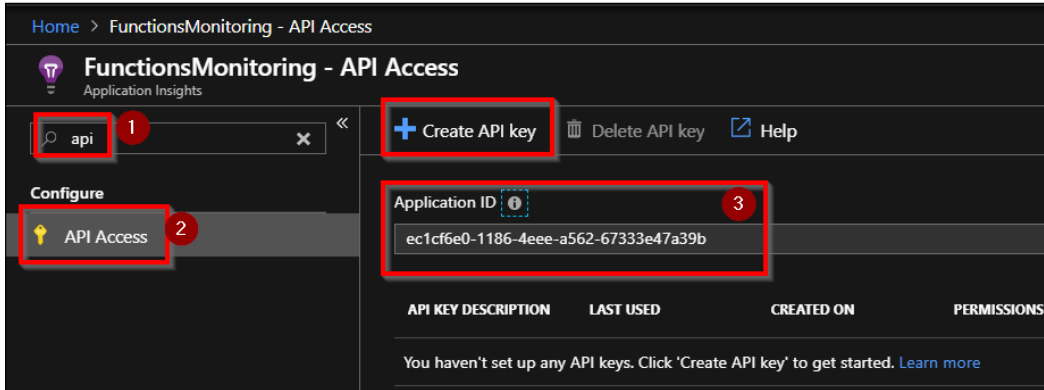 Home > FunctionsMonitoring - API Access
FunctionsMonitoring - API Access
Application Insights
api
1
Configure
API Access
2
Create API key
Delete API key
Help
Application ID
3
ec1cf6e0-1186-4eee-a562-67333e47a39b
API KEY DESCRIPTION LAST USED CREATED ON PERMISSIONS
You haven't set up any API keys. Click 'Create API key' to get started. Learn more